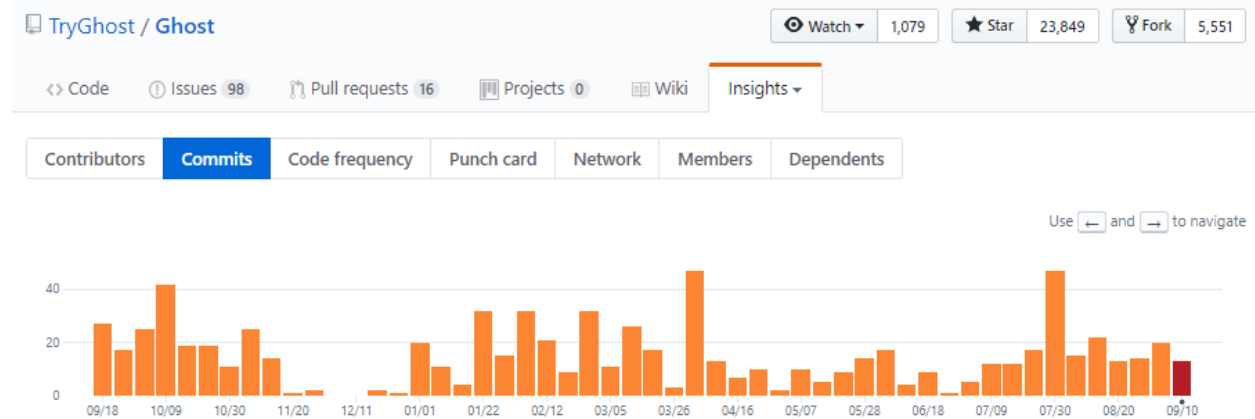 TryGhost / Ghost Watch 1,079 Star 23,849 Fork 5,551
Code Issues 98 Pull requests 16 Projects 0 Wiki Insights
Contributors Commits Code frequency Punch card Network Members Dependents
Use ← and → to navigate
40
20
0
09/18 10/09 10/30 11/20 12/11 01/01 01/22 02/12 03/05 03/26 04/16 05/07 05/28 06/18 07/09 07/30 08/20 09/10